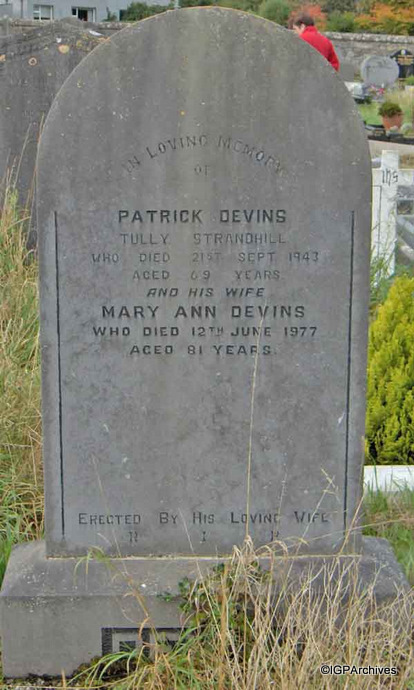 IN LOVING MEMORY
OF
PATRICK DEVINS
TULLY STRANDHILL
WHO DIED 21ST SEPT 1943
AGED 69 YEARS
AND HIS WIFE
MARY ANN DEVINS
WHO DIED 12TH JUNE 1977
AGED 81 YEARS.
ERECTED BY HIS LOVING WIFE
©IGPArchives